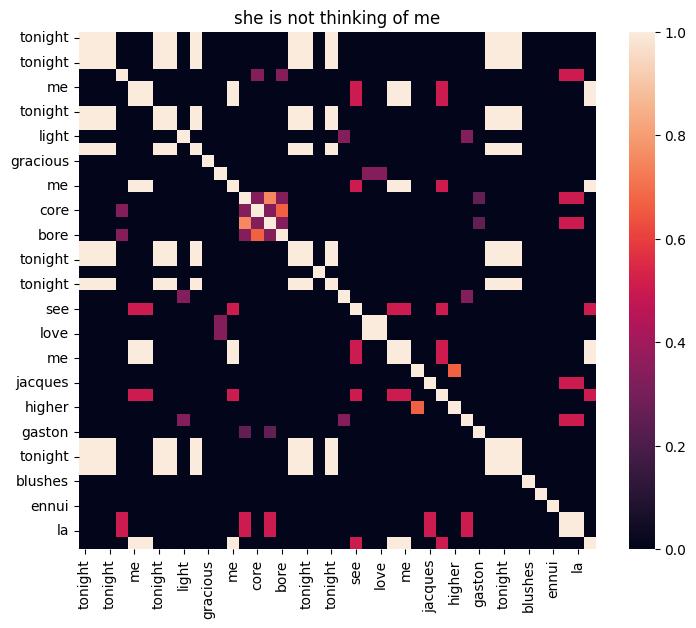 she is not thinking of me
tonight
tonight
me
tonight
light
gracious
me
core
bore
tonight
tonight
see
love
me
jacques
higher
gaston
tonight
blushes
ennui
la
1.0
0.8
0.6
0.4
0.2
0.0
tonight
tonight
me
tonight
light
gracious
me
core
bore
tonight
tonight
see
love
me
jacques
higher
gaston
tonight
blushes
ennui
la